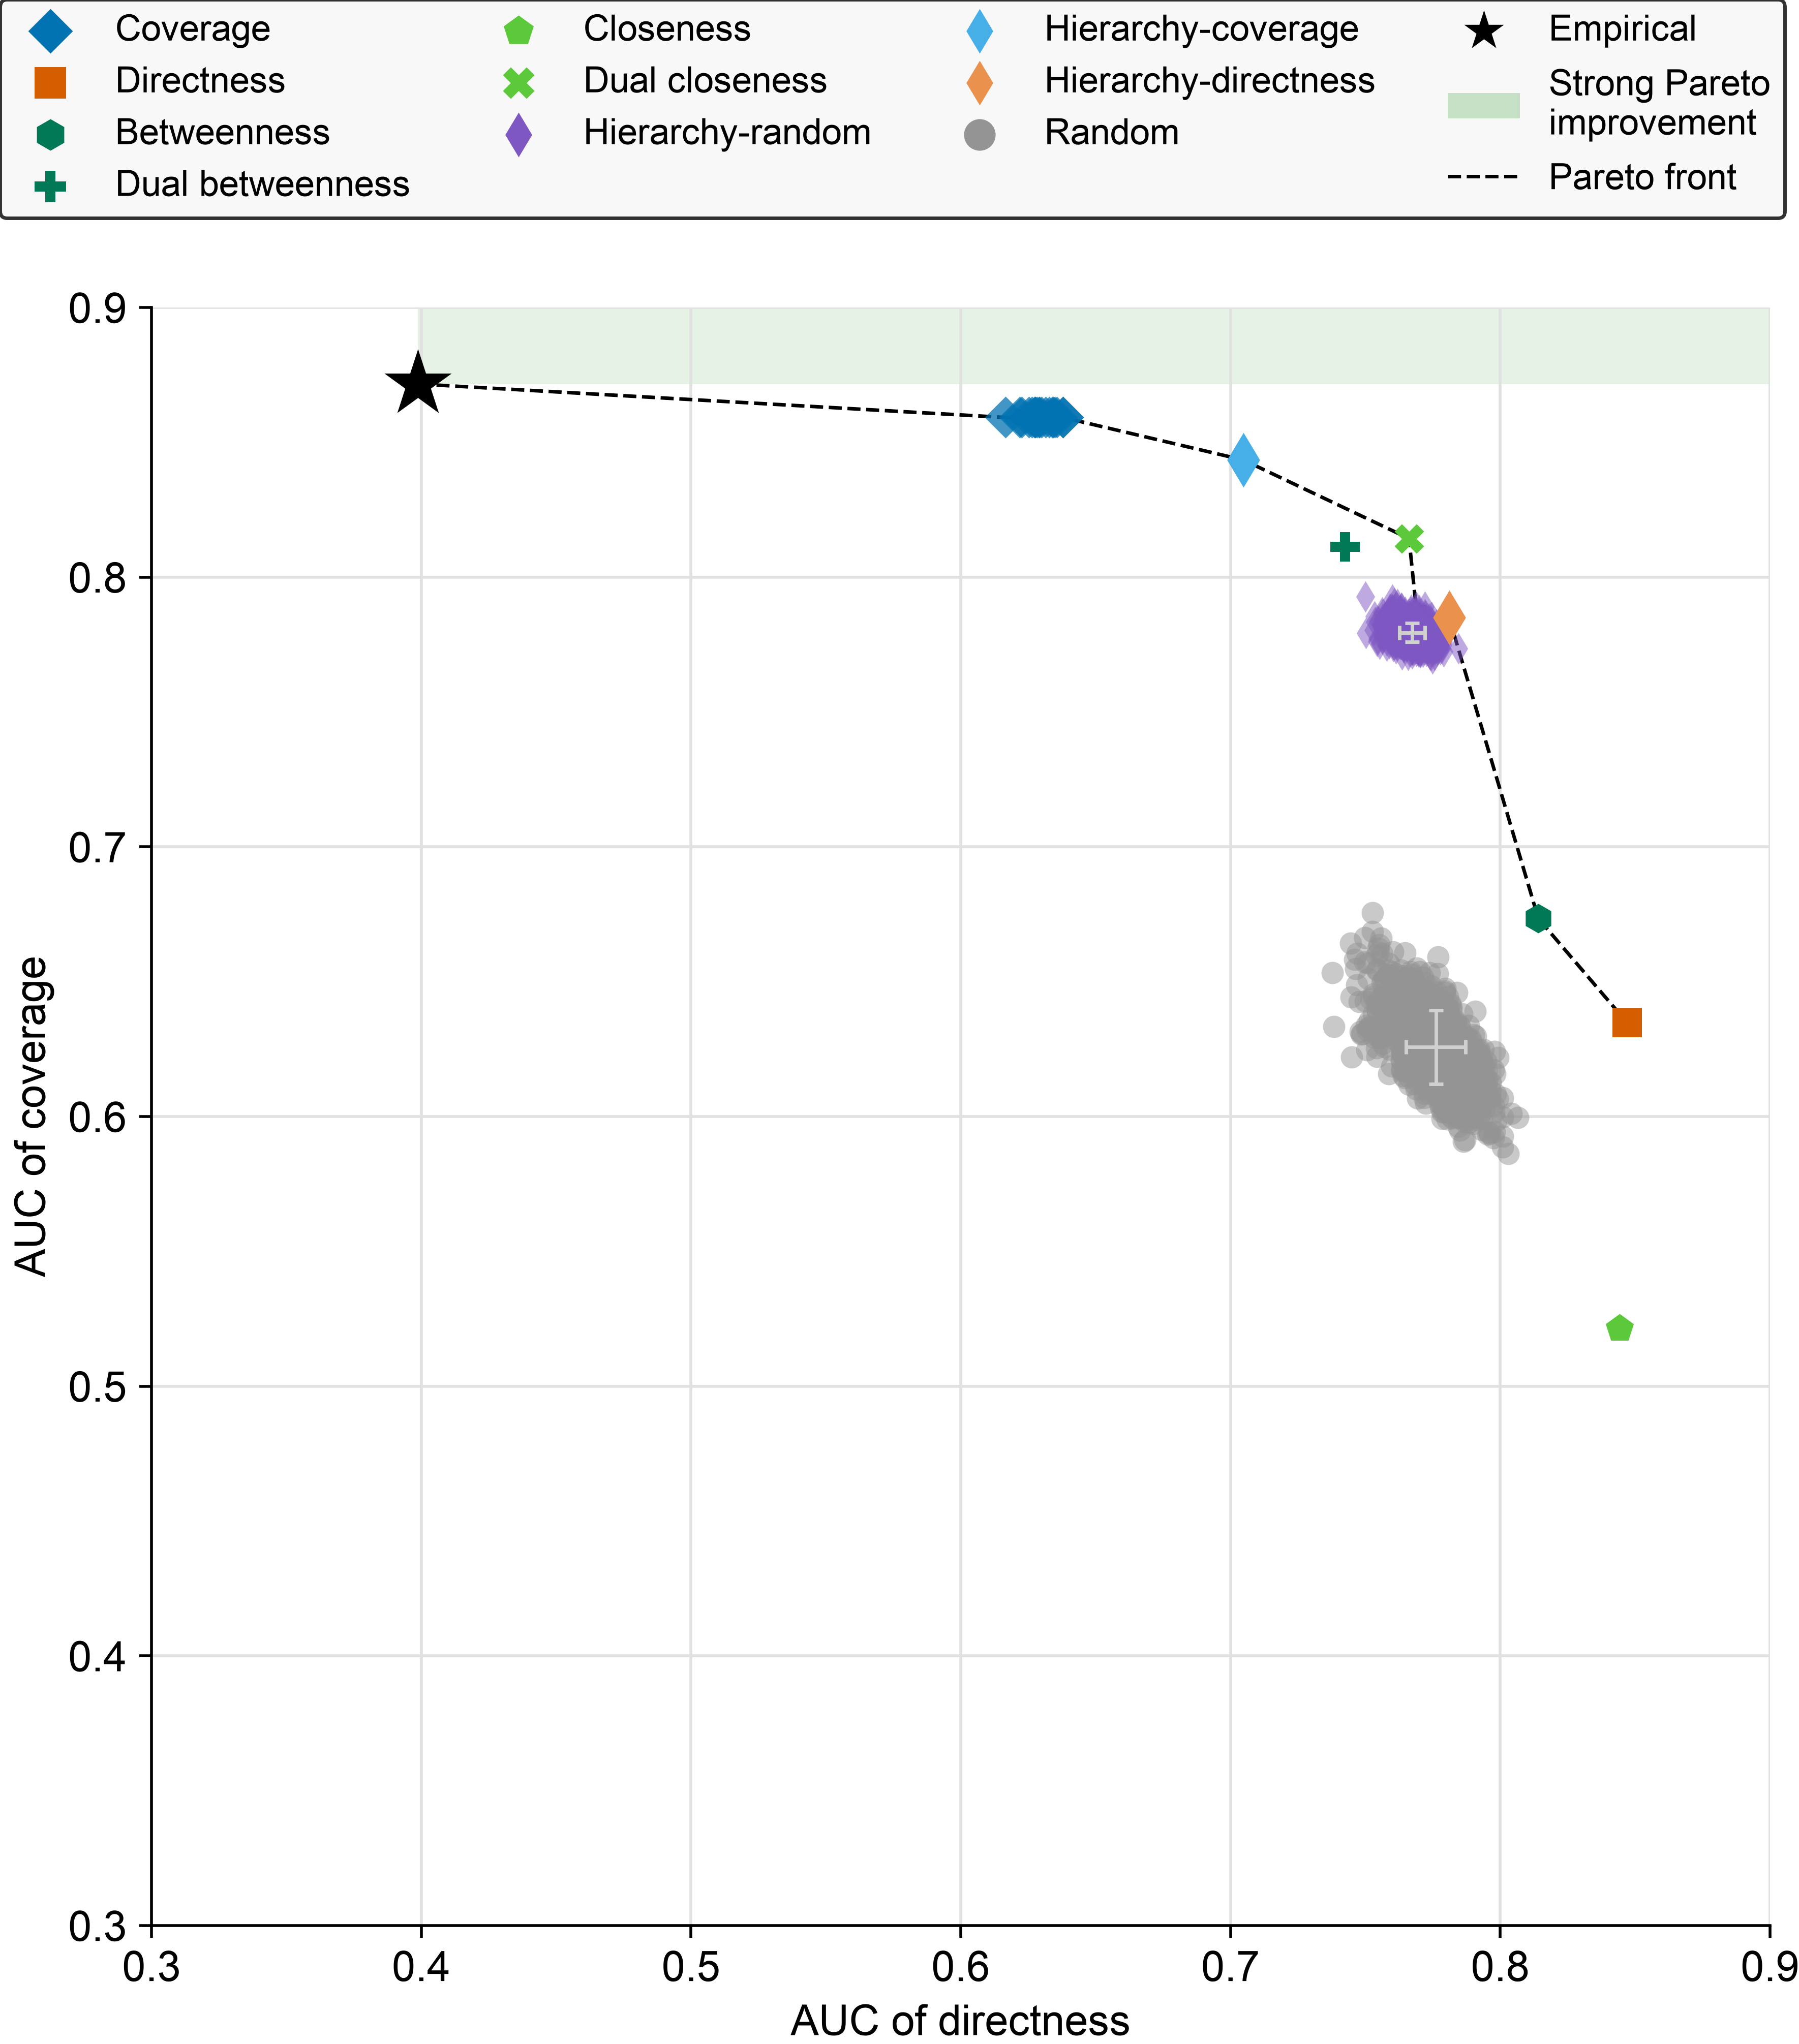 Coverage
Directness
Betweenness
Dual betweenness
Closeness
Dual closeness
Hierarchy-random
Hierarchy-coverage
Hierarchy-directness
Random
Empirical
Strong Pareto
improvement
Pareto front
AUC of coverage
0.9
0.8
0.7
0.6
0.5
0.4
0.3
0.3 0.4 0.5 0.6 0.7 0.8 0.9
AUC of directness